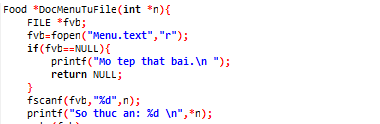 Food *DocMenuTuFile(int *n){
FILE *fvb;
fvb=fopen("Menu.text","r");
if(fvb==NULL){
printf("Mo tep that bai.\n ");
return NULL;
}
fscanf(fvb,"%d",n);
printf("So thuc an: %d \n",*n);